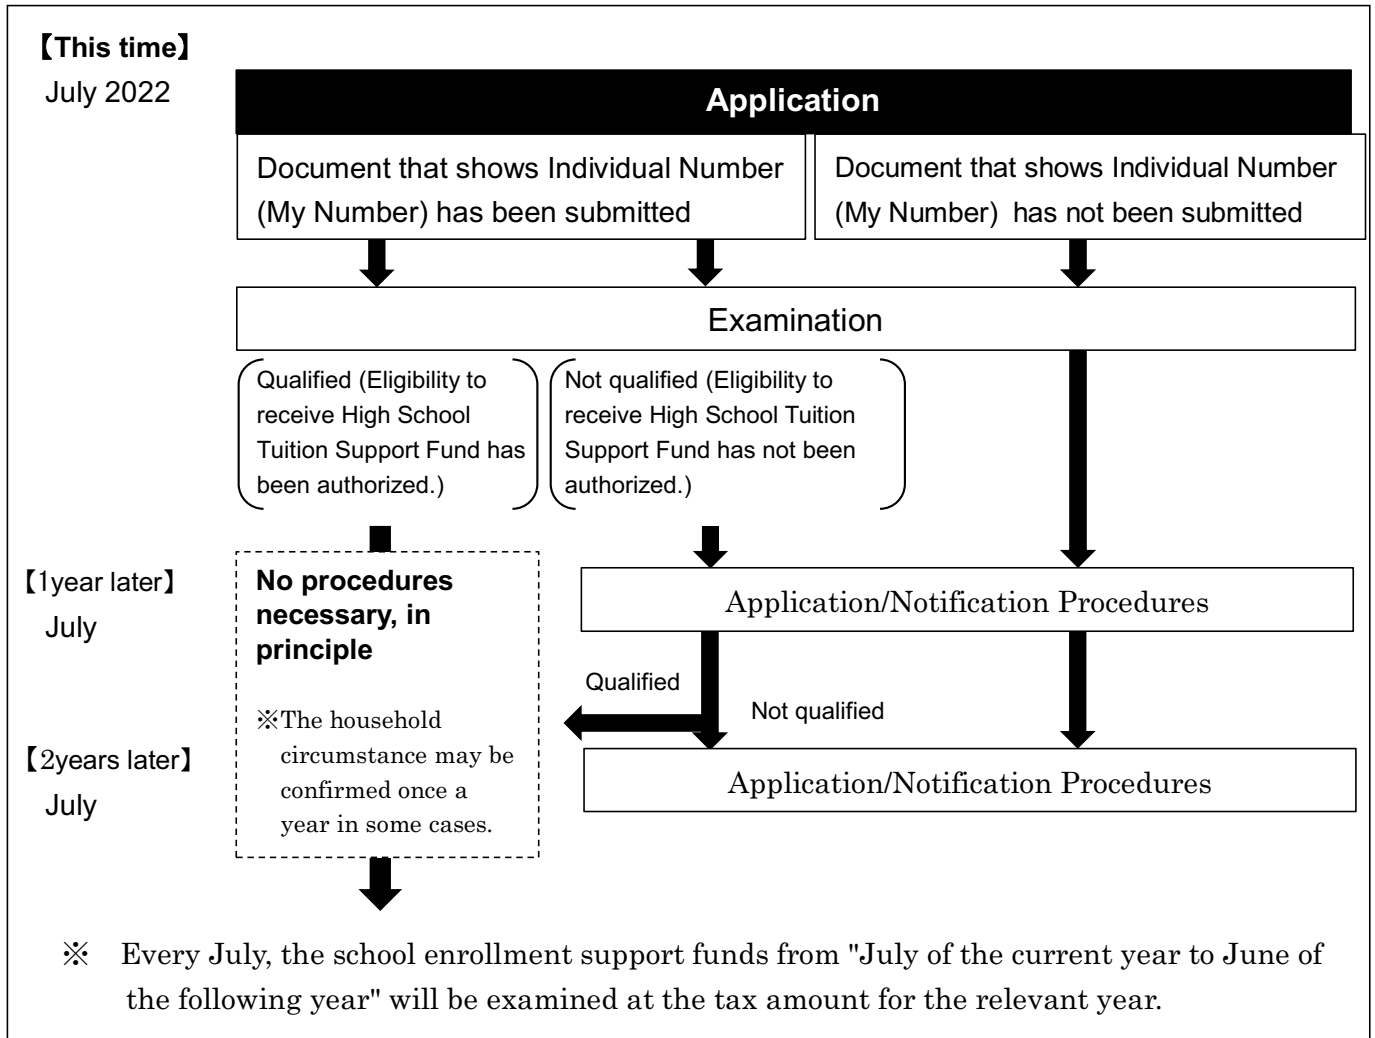 【This time】
July 2022
Application
Document that shows Individual Number
(My Number) has been submitted
Document that shows Individual Number
(My Number) has not been submitted
Examination
Qualified (Eligibility to
receive High School
Tuition Support Fund has
been authorized.)
Not qualified (Eligibility to
receive High School Tuition
Support Fund has not been
authorized.)
【1year later】
July
No procedures
necessary, in
principle
※The household
circumstance may be
confirmed once a
year in some cases.
Application/Notification Procedures
Qualified
Not qualified
【2years later】
July
Application/Notification Procedures
※ Every July, the school enrollment support funds from "July of the current year to June of
the following year" will be examined at the tax amount for the relevant year.